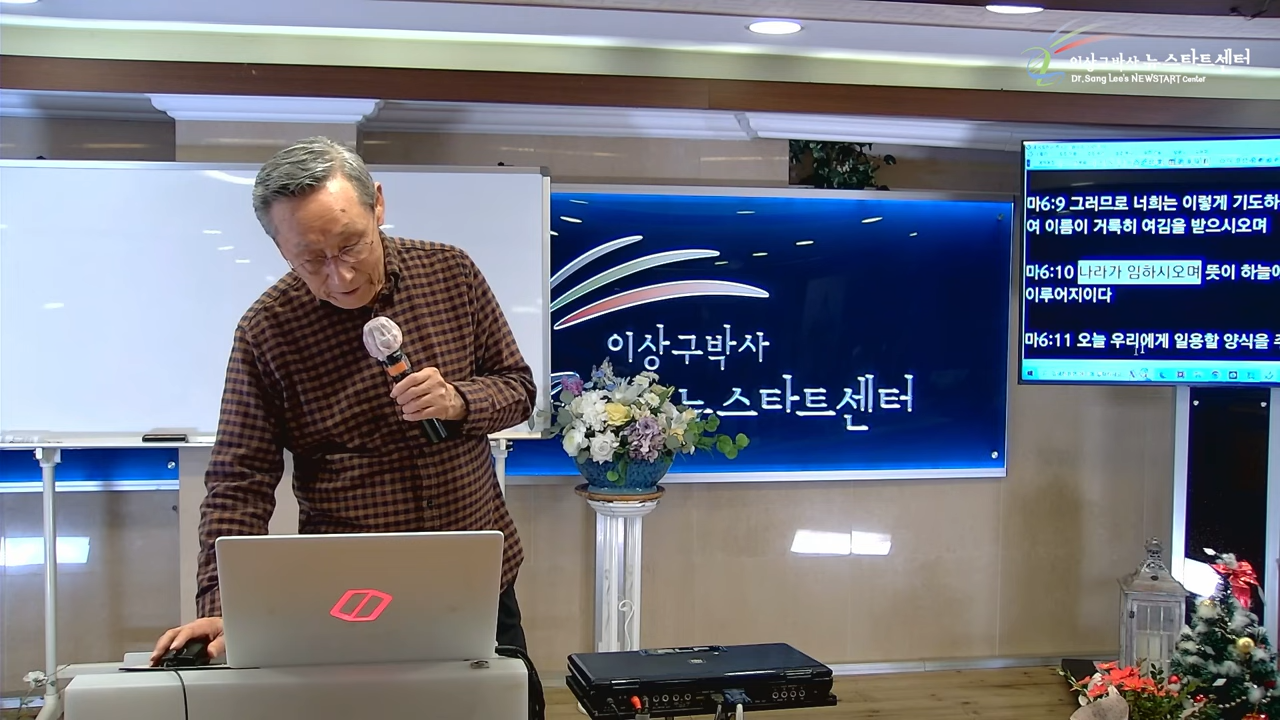 이상구박사 뉴스타트센터
Dr. Sang Lee's NEWSTART Center
마6:9 그러므로 너희는 이렇게 기도하
여 이름이 거룩히 여김을 받으시오며
마6:10 나라가 임하시오며 뜻이 하늘에
이루어지이다
마6:11 오늘 우리에게 일용할 양식을 주
이상구박사
뉴스타트센터